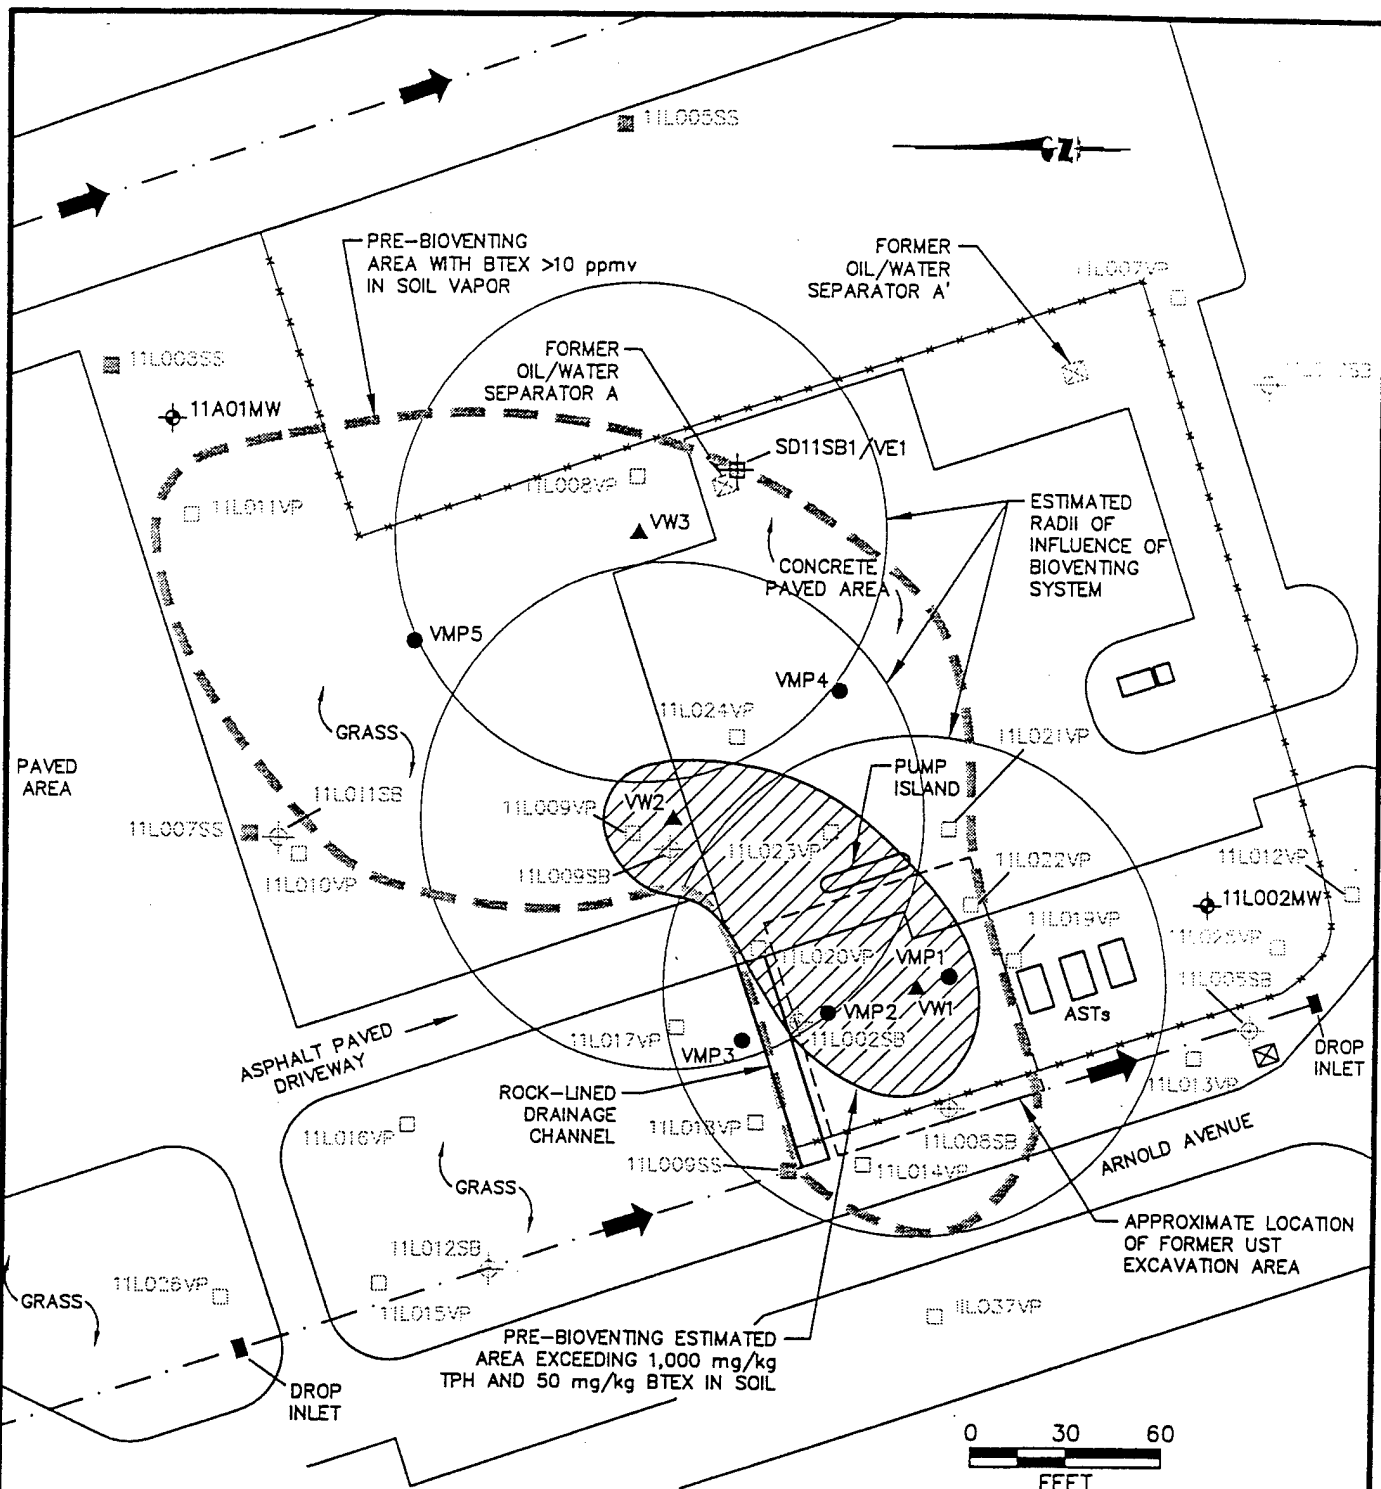 11L005SS
N
PRE-BIOVENTING
AREA WITH BTEX >10 ppmv
IN SOIL VAPOR
FORMER
OIL/WATER
SEPARATOR A'
11L007VP
11L008SS
FORMER
OIL/WATER
SEPARATOR A
11A01MW
SD11SB1/VE1
11L008VP
11L011VP
ESTIMATED
RADII OF
INFLUENCE OF
BIOVENTING
SYSTEM
VW3
CONCRETE
PAVED AREA
VMP5
VMP4
11L024VP
GRASS
11L021VP
PAVED
AREA
PUMP
ISLAND
11L011SB
11L009VP
VW2
11L007SS
11L023VP
11L022VP
11L012VP
11L010VP
11L009SB
11L002MW
11L019VP
11L020VP
VMP1
11L005SB
VMP2
VW1
ASTs
11L017VP
VMP3
11L002SB
DROP
INLET
ASPHALT PAVED
DRIVEWAY
11L013VP
ROCK-LINED
DRAINAGE
CHANNEL
11L016VP
11L018VP
11L006SB
ARNOLD AVENUE
11L009SS
11L014VP
GRASS
APPROXIMATE LOCATION
OF FORMER UST
EXCAVATION AREA
11L012SB
11L028VP
GRASS
11L015VP
11L037VP
PRE-BIOVENTING ESTIMATED
AREA EXCEEDING 1,000 mg/kg
TPH AND 50 mg/kg BTEX IN SOIL
DROP
INLET
0 30 60
FEET